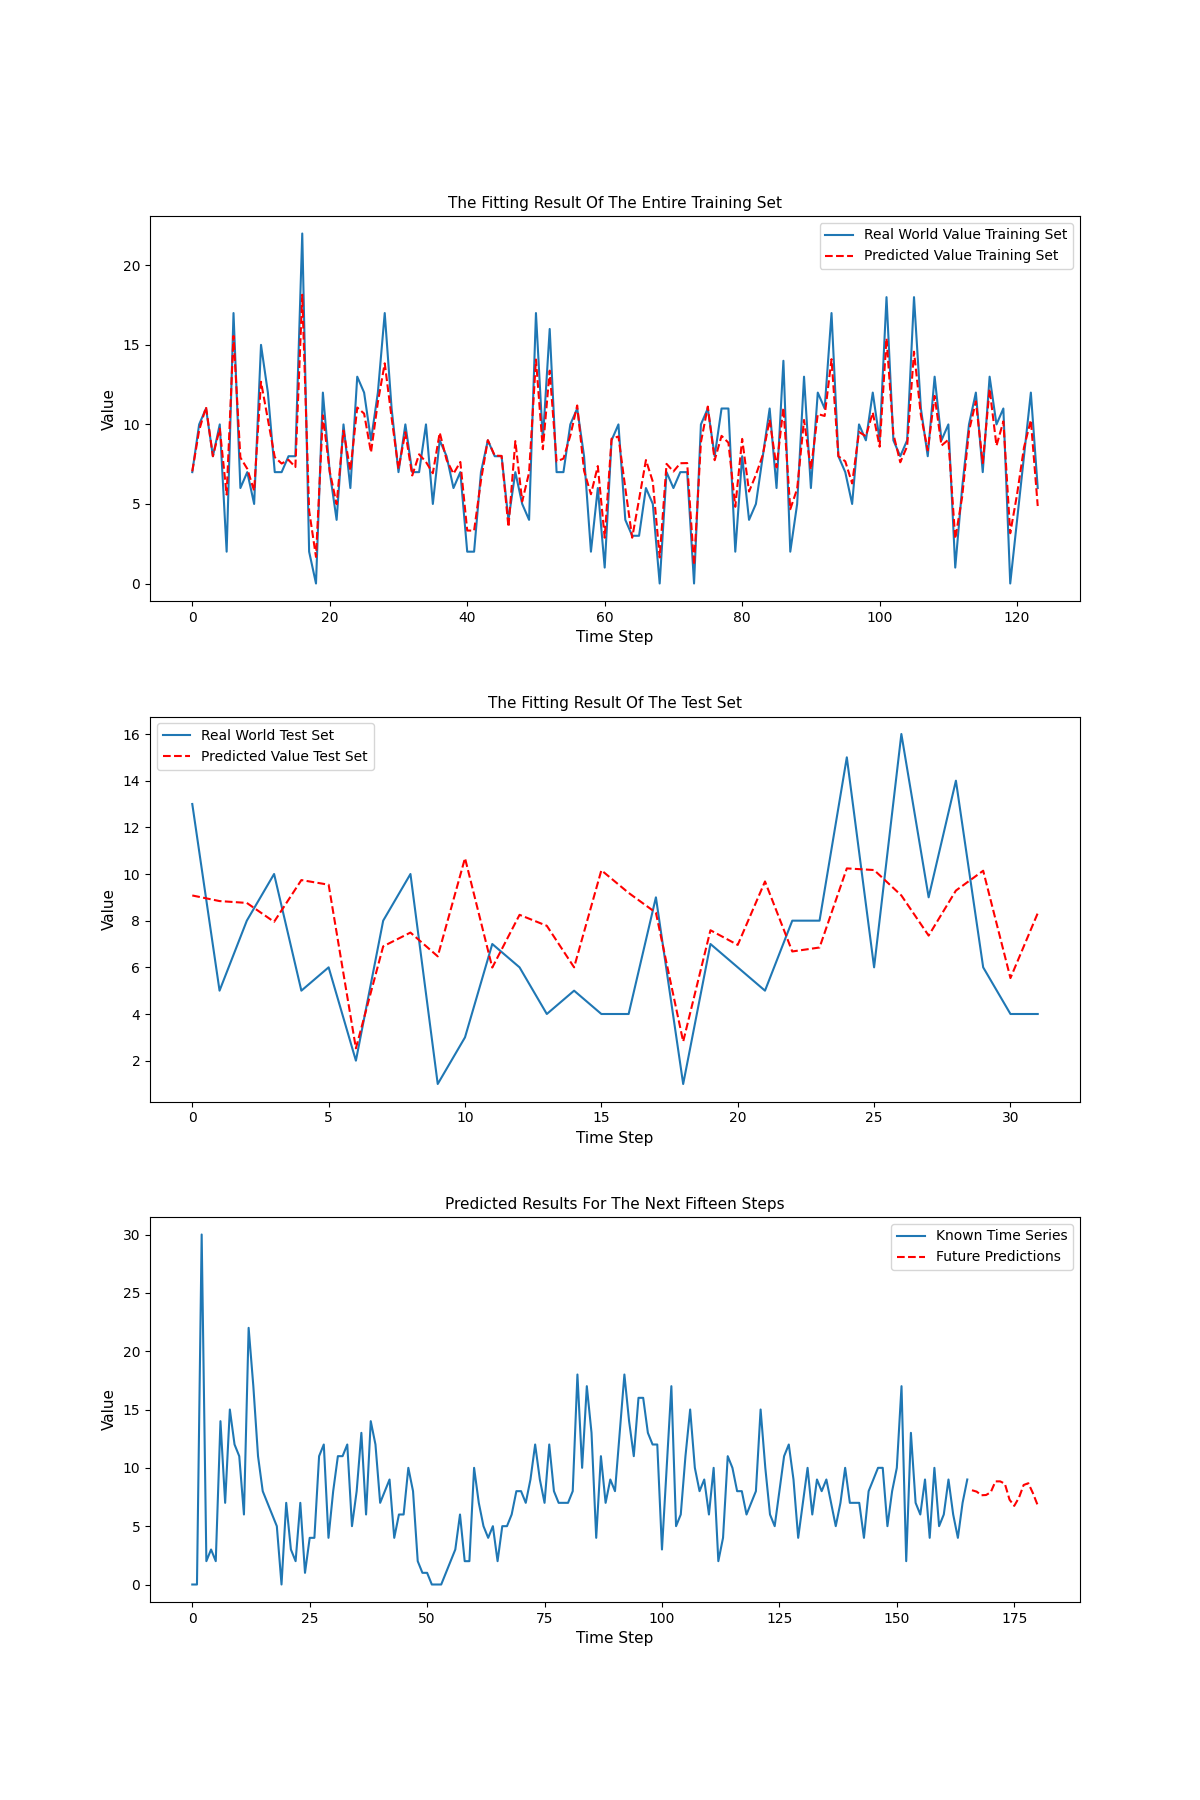 The Fitting Result Of The Entire Training Set
Real World Value Training Set
Predicted Value Training Set
Value
20
15
10
5
0
0 20 40 60 80 100 120
Time Step
The Fitting Result Of The Test Set
Real World Test Set
Predicted Value Test Set
Value
16
14
12
10
8
6
4
2
0 5 10 15 20 25 30
Time Step
Predicted Results For The Next Fifteen Steps
Known Time Series
Future Predictions
Value
30
25
20
15
10
5
0
0 25 50 75 100 125 150 175
Time Step